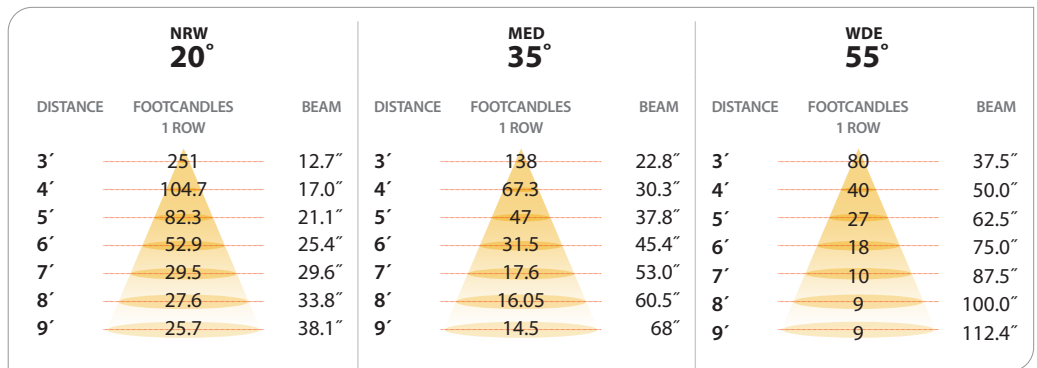 NRW
20°
DISTANCE FOOTCANDLES BEAM
1 ROW
3´ 251 12.7˝
4´ 104.7 17.0˝
5´ 82.3 21.1˝
6´ 52.9 25.4˝
7´ 29.5 29.6˝
8´ 27.6 33.8˝
9´ 25.7 38.1˝
MED
35°
DISTANCE FOOTCANDLES BEAM
1 ROW
3´ 138 22.8˝
4´ 67.3 30.3˝
5´ 47 37.8˝
6´ 31.5 45.4˝
7´ 17.6 53.0˝
8´ 16.05 60.5˝
9´ 14.5 68˝
WDE
55°
DISTANCE FOOTCANDLES BEAM
1 ROW
3´ 80 37.5˝
4´ 40 50.0˝
5´ 27 62.5˝
6´ 18 75.0˝
7´ 10 87.5˝
8´ 9 100.0˝
9´ 9 112.4˝